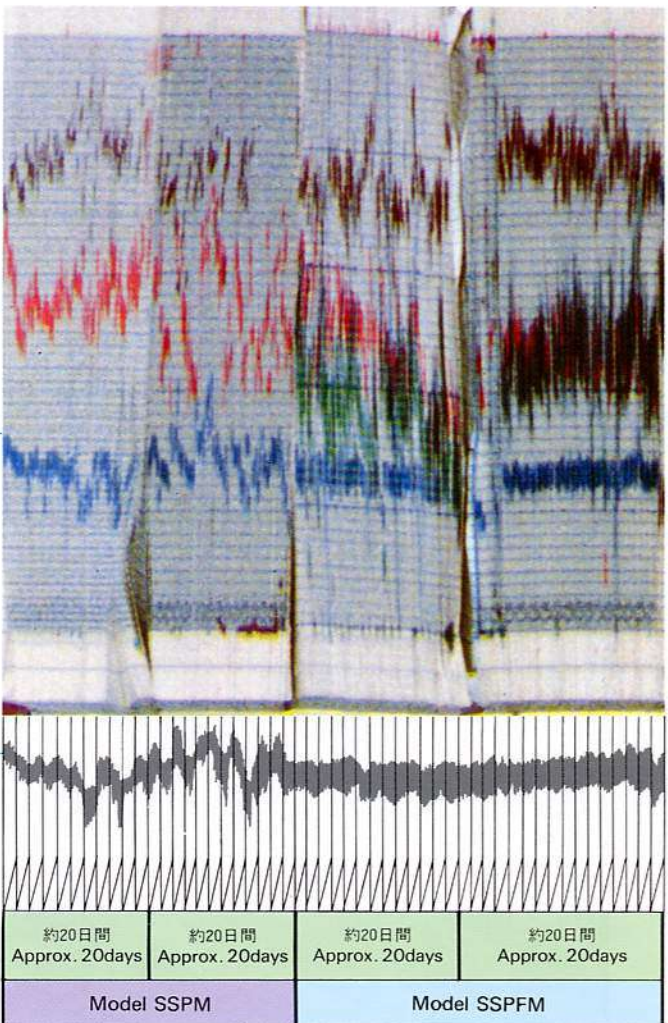 約20日間
Approx. 20days
約20日間
Approx. 20days
約20日間
Approx. 20days
約20日間
Approx. 20days
Model SSPM
Model SSPFM